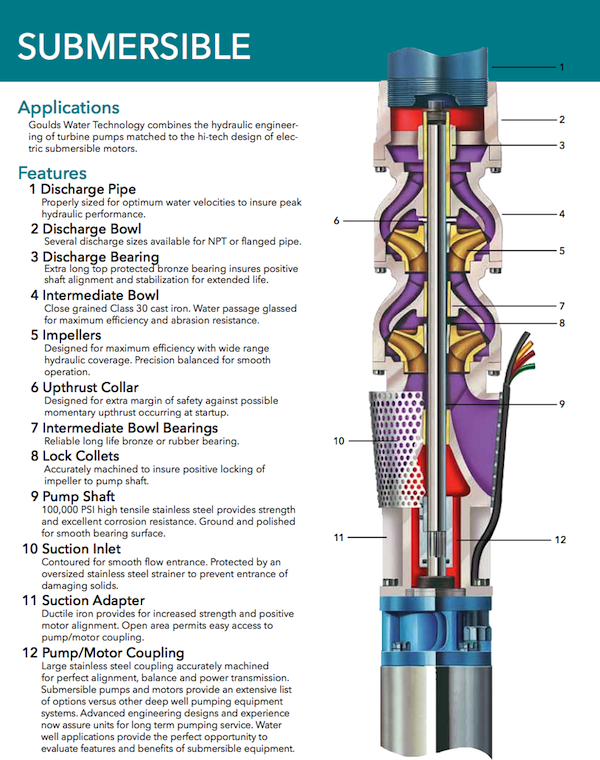 SUBMERSIBLE
Applications
Goulds Water Technology combines the hydraulic engineer-
ing of turbine pumps matched to the hi-tech design of elec-
tric submersible motors.
Features
1 Discharge Pipe
Properly sized for optimum water velocities to insure peak
hydraulic performance.
2 Discharge Bowl
Several discharge sizes available for NPT or flanged pipe.
3 Discharge Bearing
Extra long top protected bronze bearing insures positive
shaft alignment and stabilization for extended life.
4 Intermediate Bowl
Close grained Class 30 cast iron. Water passage glassed
for maximum efficiency and abrasion resistance.
5 Impellers
Designed for maximum efficiency with wide range
hydraulic coverage. Precision balanced for smooth
operation.
6 Upthrust Collar
Designed for extra margin of safety against possible
momentary upthrust occurring at startup.
7 Intermediate Bowl Bearings
Reliable long life bronze or rubber bearing.
8 Lock Collets
Accurately machined to insure positive locking of
impeller to pump shaft.
9 Pump Shaft
100,000 PSI high tensile stainless steel provides strength
and excellent corrosion resistance. Ground and polished
for smooth bearing surface.
10 Suction Inlet
Contoured for smooth flow entrance. Protected by an
oversized stainless steel strainer to prevent entrance of
damaging solids.
11 Suction Adapter
Ductile iron provides for increased strength and positive
motor alignment. Open area permits easy access to
pump/motor coupling.
12 Pump/Motor Coupling
Large stainless steel coupling accurately machined
for perfect alignment, balance and power transmission.
Submersible pumps and motors provide an extensive list
of options versus other deep well pumping equipment
systems. Advanced engineering designs and experience
now assure units for long term pumping service. Water
well applications provide the perfect opportunity to
evaluate features and benefits of submersible equipment.
1
2
3
4
6
5
7
8
9
10
11
12